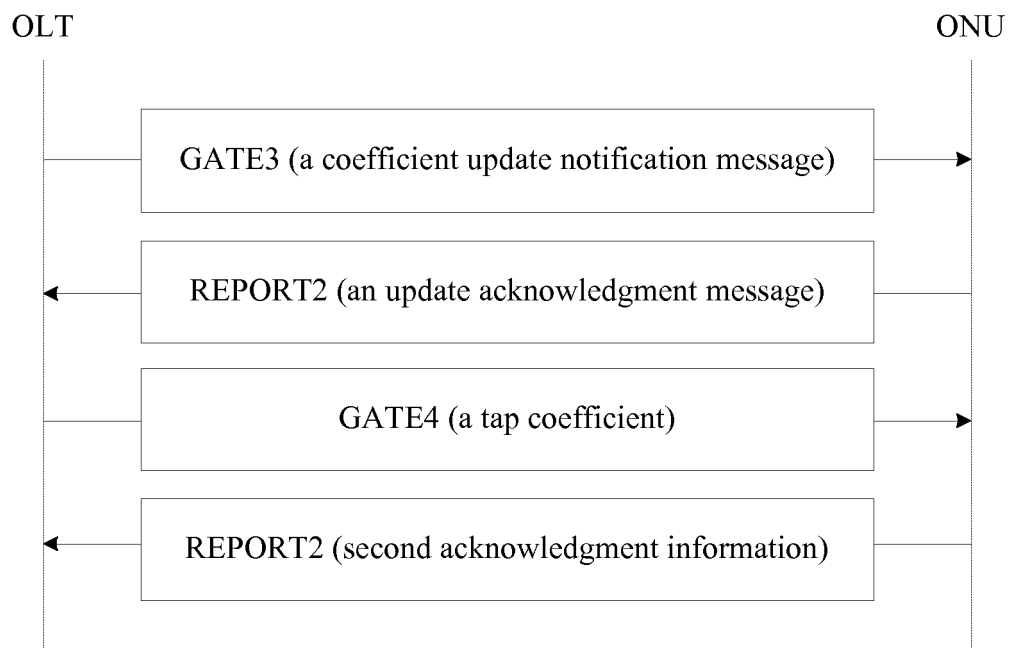 OLT
ONU
GATE3 (a coefficient update notification message)
REPORT2 (an update acknowledgment message)
GATE4 (a tap coefficient)
REPORT2 (second acknowledgment information)